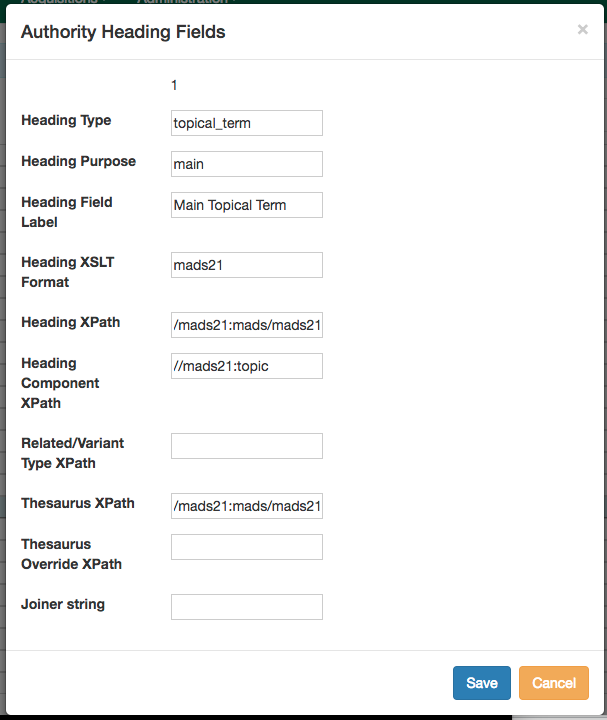 Acquisitions Administration
Authority Heading Fields ×
1
Heading Type topical_term
Heading Purpose main
Heading Field
Label
Main Topical Term
Heading XSLT
Format
mads21
Heading XPath /mads21:mads/mads21
Heading
Component
XPath
//mads21:topic
Related/Variant
Type XPath
Thesaurus XPath /mads21:mads/mads21
Thesaurus
Override XPath
Joiner string
Save Cancel